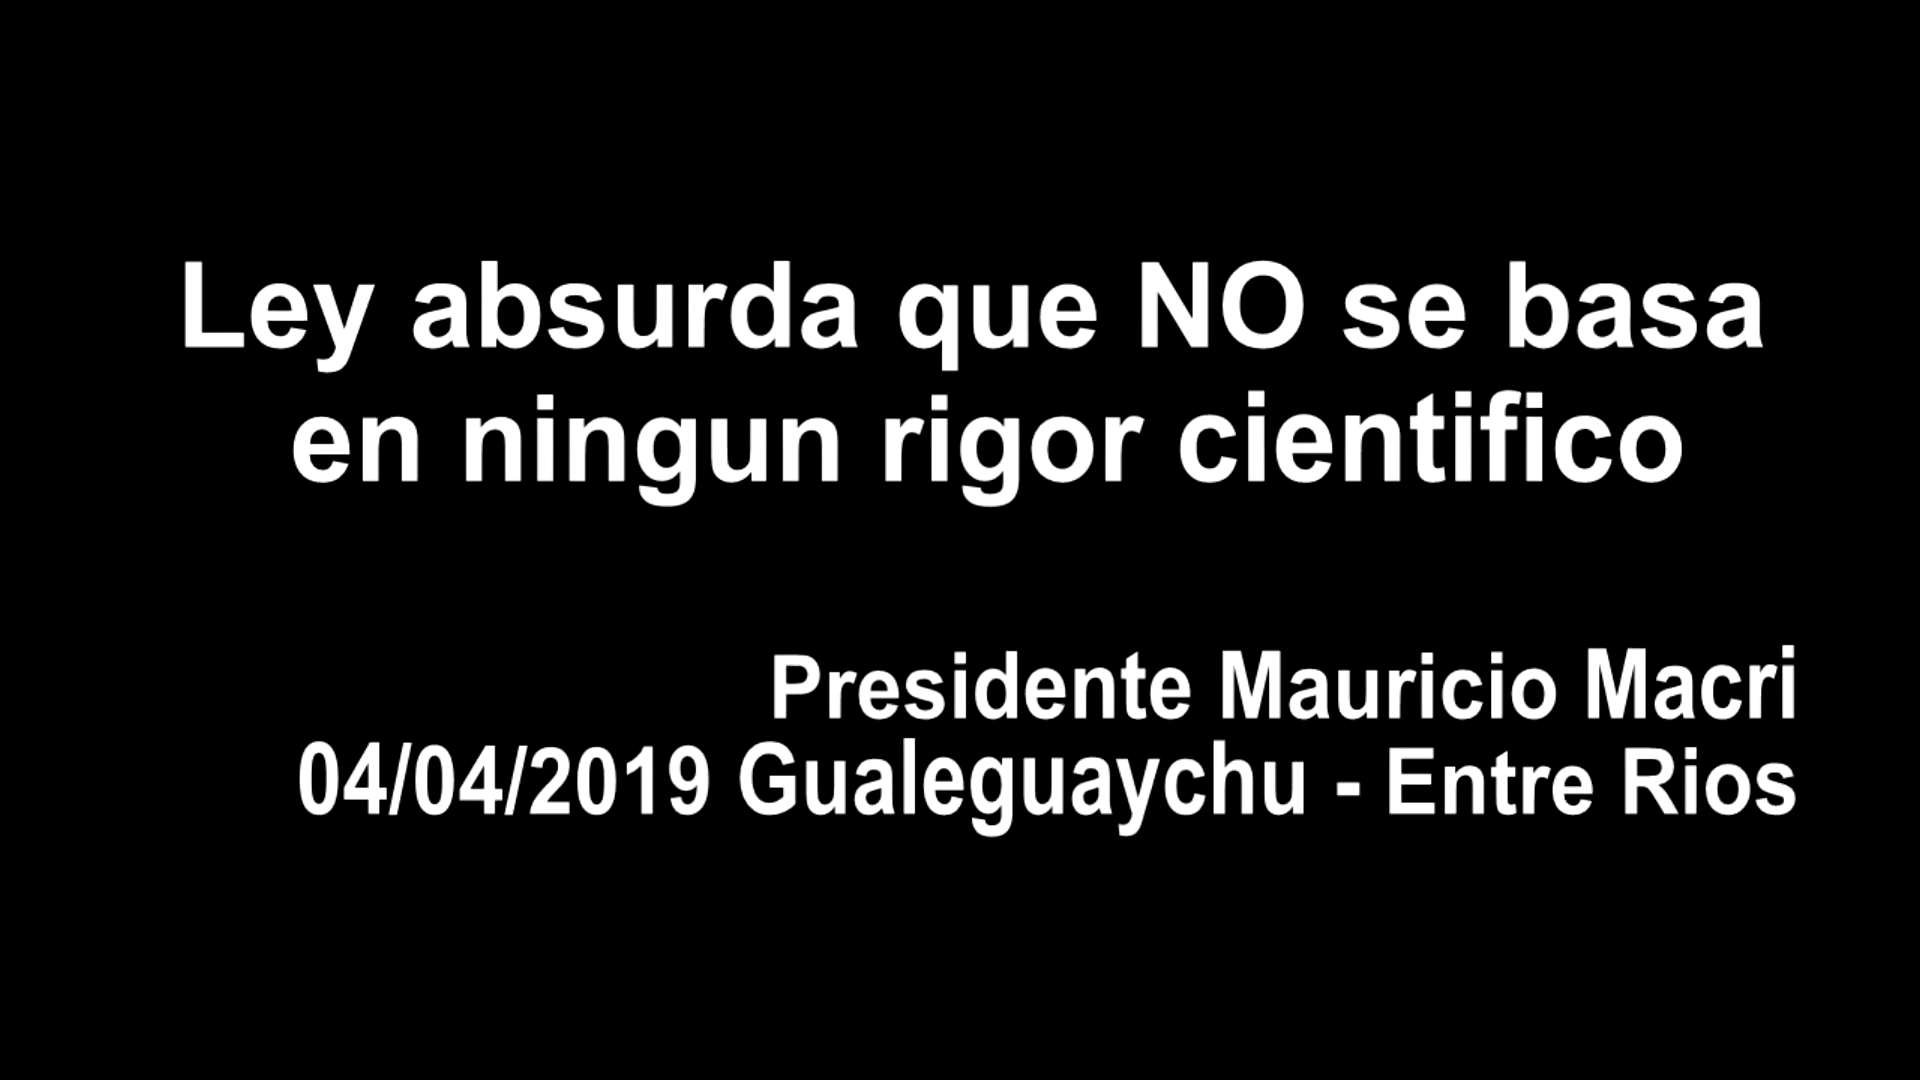 Ley absurda que NO se basa
en ningun rigor cientifico
Presidente Mauricio Macri
04/04/2019 Gualeguaychu - Entre Rios